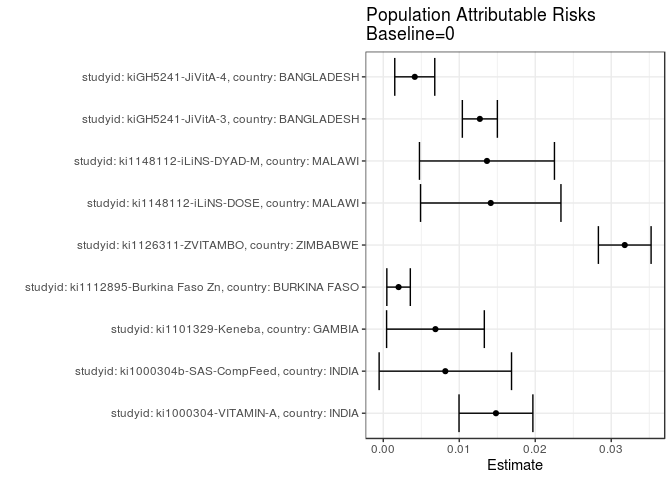 Population Attributable Risks
Baseline=0
studyid: kiGH5241-JiVitA-4, country: BANGLADESH
studyid: kiGH5241-JiVitA-3, country: BANGLADESH
studyid: ki1148112-iLiNS-DYAD-M, country: MALAWI
studyid: ki1148112-iLiNS-DOSE, country: MALAWI
studyid: ki1126311-ZVITAMBO, country: ZIMBABWE
studyid: ki1112895-Burkina Faso Zn, country: BURKINA FASO
studyid: ki1101329-Keneba, country: GAMBIA
studyid: ki1000304b-SAS-CompFeed, country: INDIA
studyid: ki1000304-VITAMIN-A, country: INDIA
0.00 0.01 0.02 0.03
Estimate